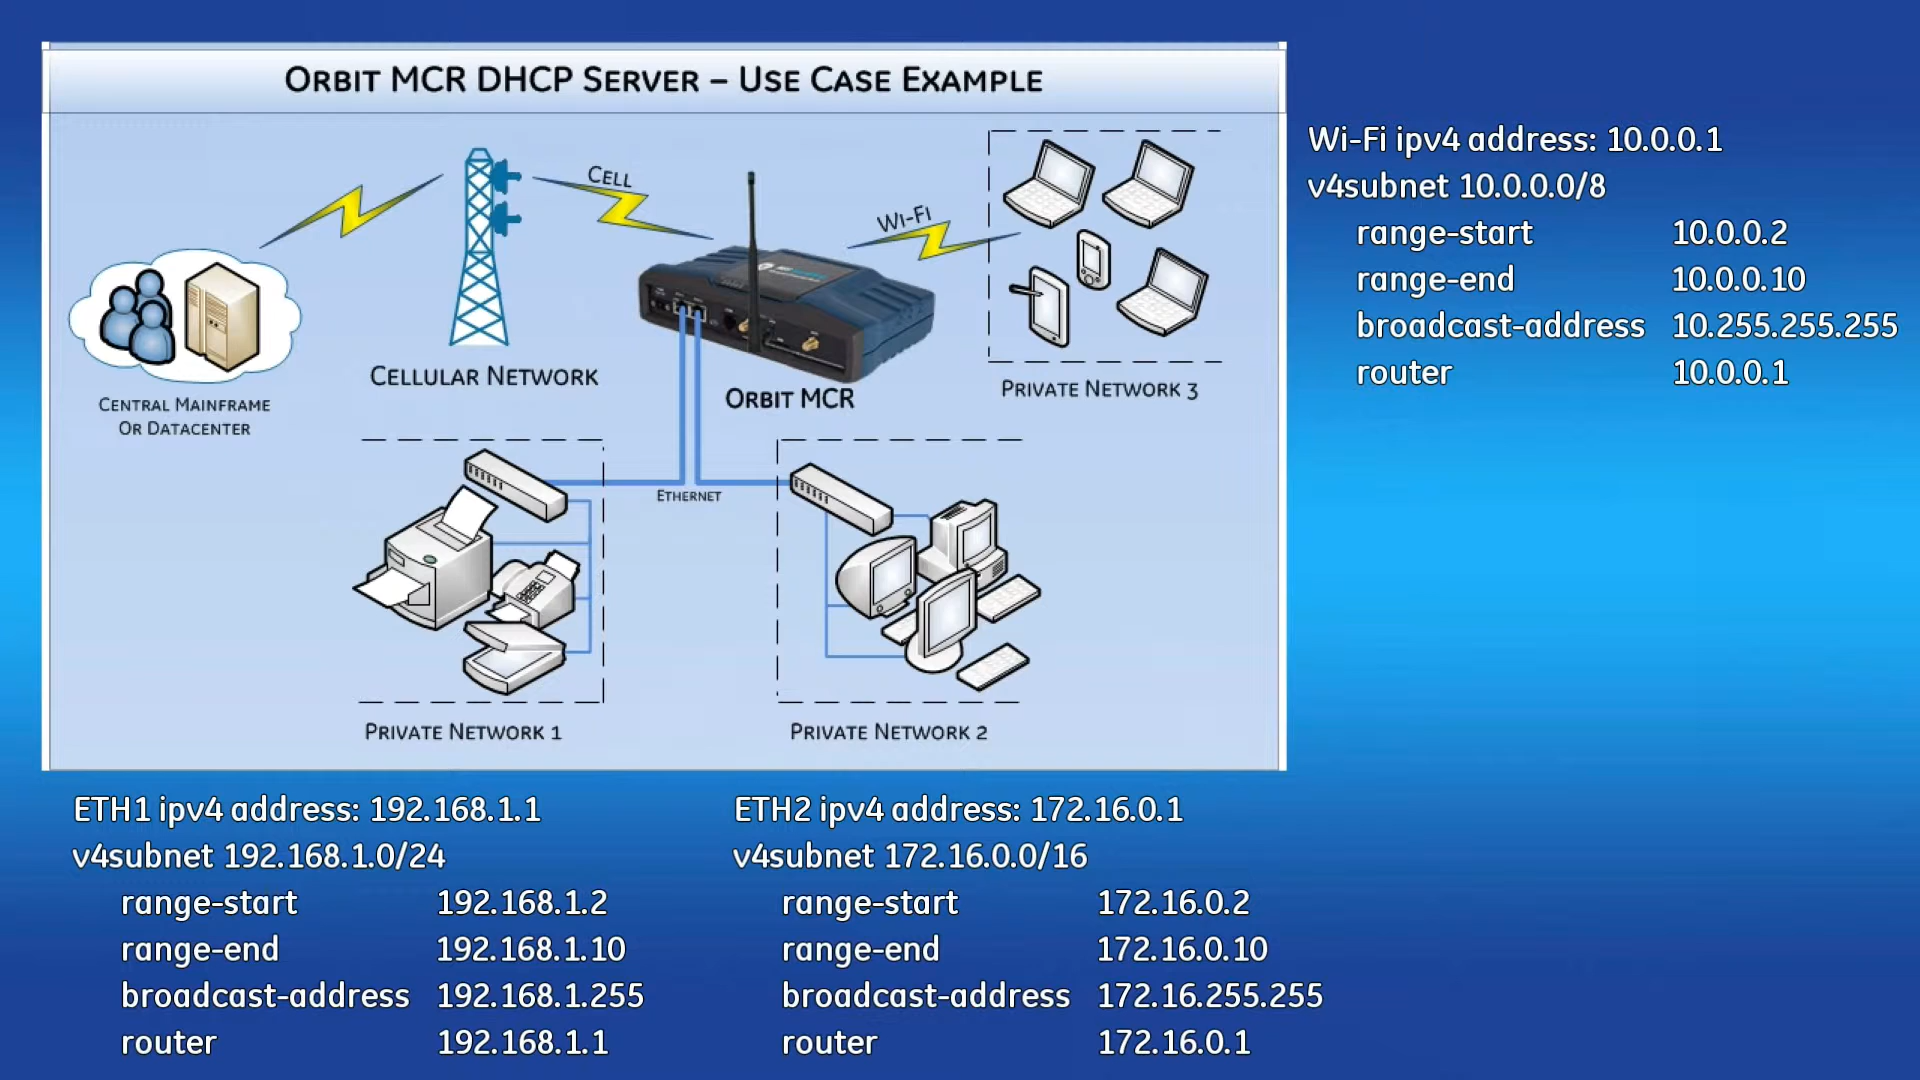 ORBIT MCR DHCP SERVER – USE CASE EXAMPLE
CELL
WI-FI
CELLULAR NETWORK
ORBIT MCR
PRIVATE NETWORK 3
CENTRAL MAINFRAME
OR DATACENTER
ETHERNET
PRIVATE NETWORK 1
PRIVATE NETWORK 2
Wi-Fi ipv4 address: 10.0.0.1
v4subnet 10.0.0.0/8
range-start 10.0.0.2
range-end 10.0.0.10
broadcast-address 10.255.255.255
router 10.0.0.1
ETH1 ipv4 address: 192.168.1.1
v4subnet 192.168.1.0/24
range-start 192.168.1.2
range-end 192.168.1.10
broadcast-address 192.168.1.255
router 192.168.1.1
ETH2 ipv4 address: 172.16.0.1
v4subnet 172.16.0.0/16
range-start 172.16.0.2
range-end 172.16.0.10
broadcast-address 172.16.255.255
router 172.16.0.1